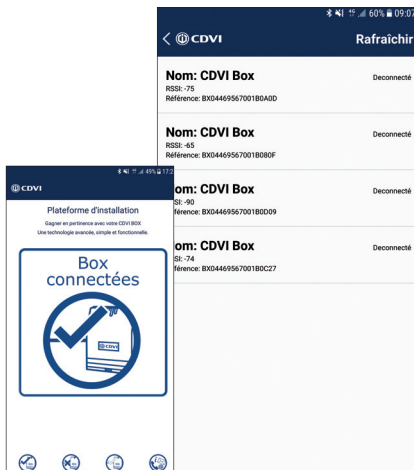 60% 09:07
CDVI
Rafraîchir
Nom: CDVI Box
Deconnecté
RSSI: -75
Référence: BX04469567001B0A0D
Nom: CDVI Box
Deconnecté
RSSI: -65
Référence: BX04469567001B080F
om: CDVI Box
Deconnecté
SSI: -90
férence: BX04469567001B0D09
om: CDVI Box
Deconnecté
SSI: -74
férence: BX04469567001B0C27
49% 17:2
CDVI
Plateforme d'installation
Gagner en pertinence avec votre CDVI BOX
Une technologie avancée, simple et fonctionnelle.
Box
connectées
CDVI